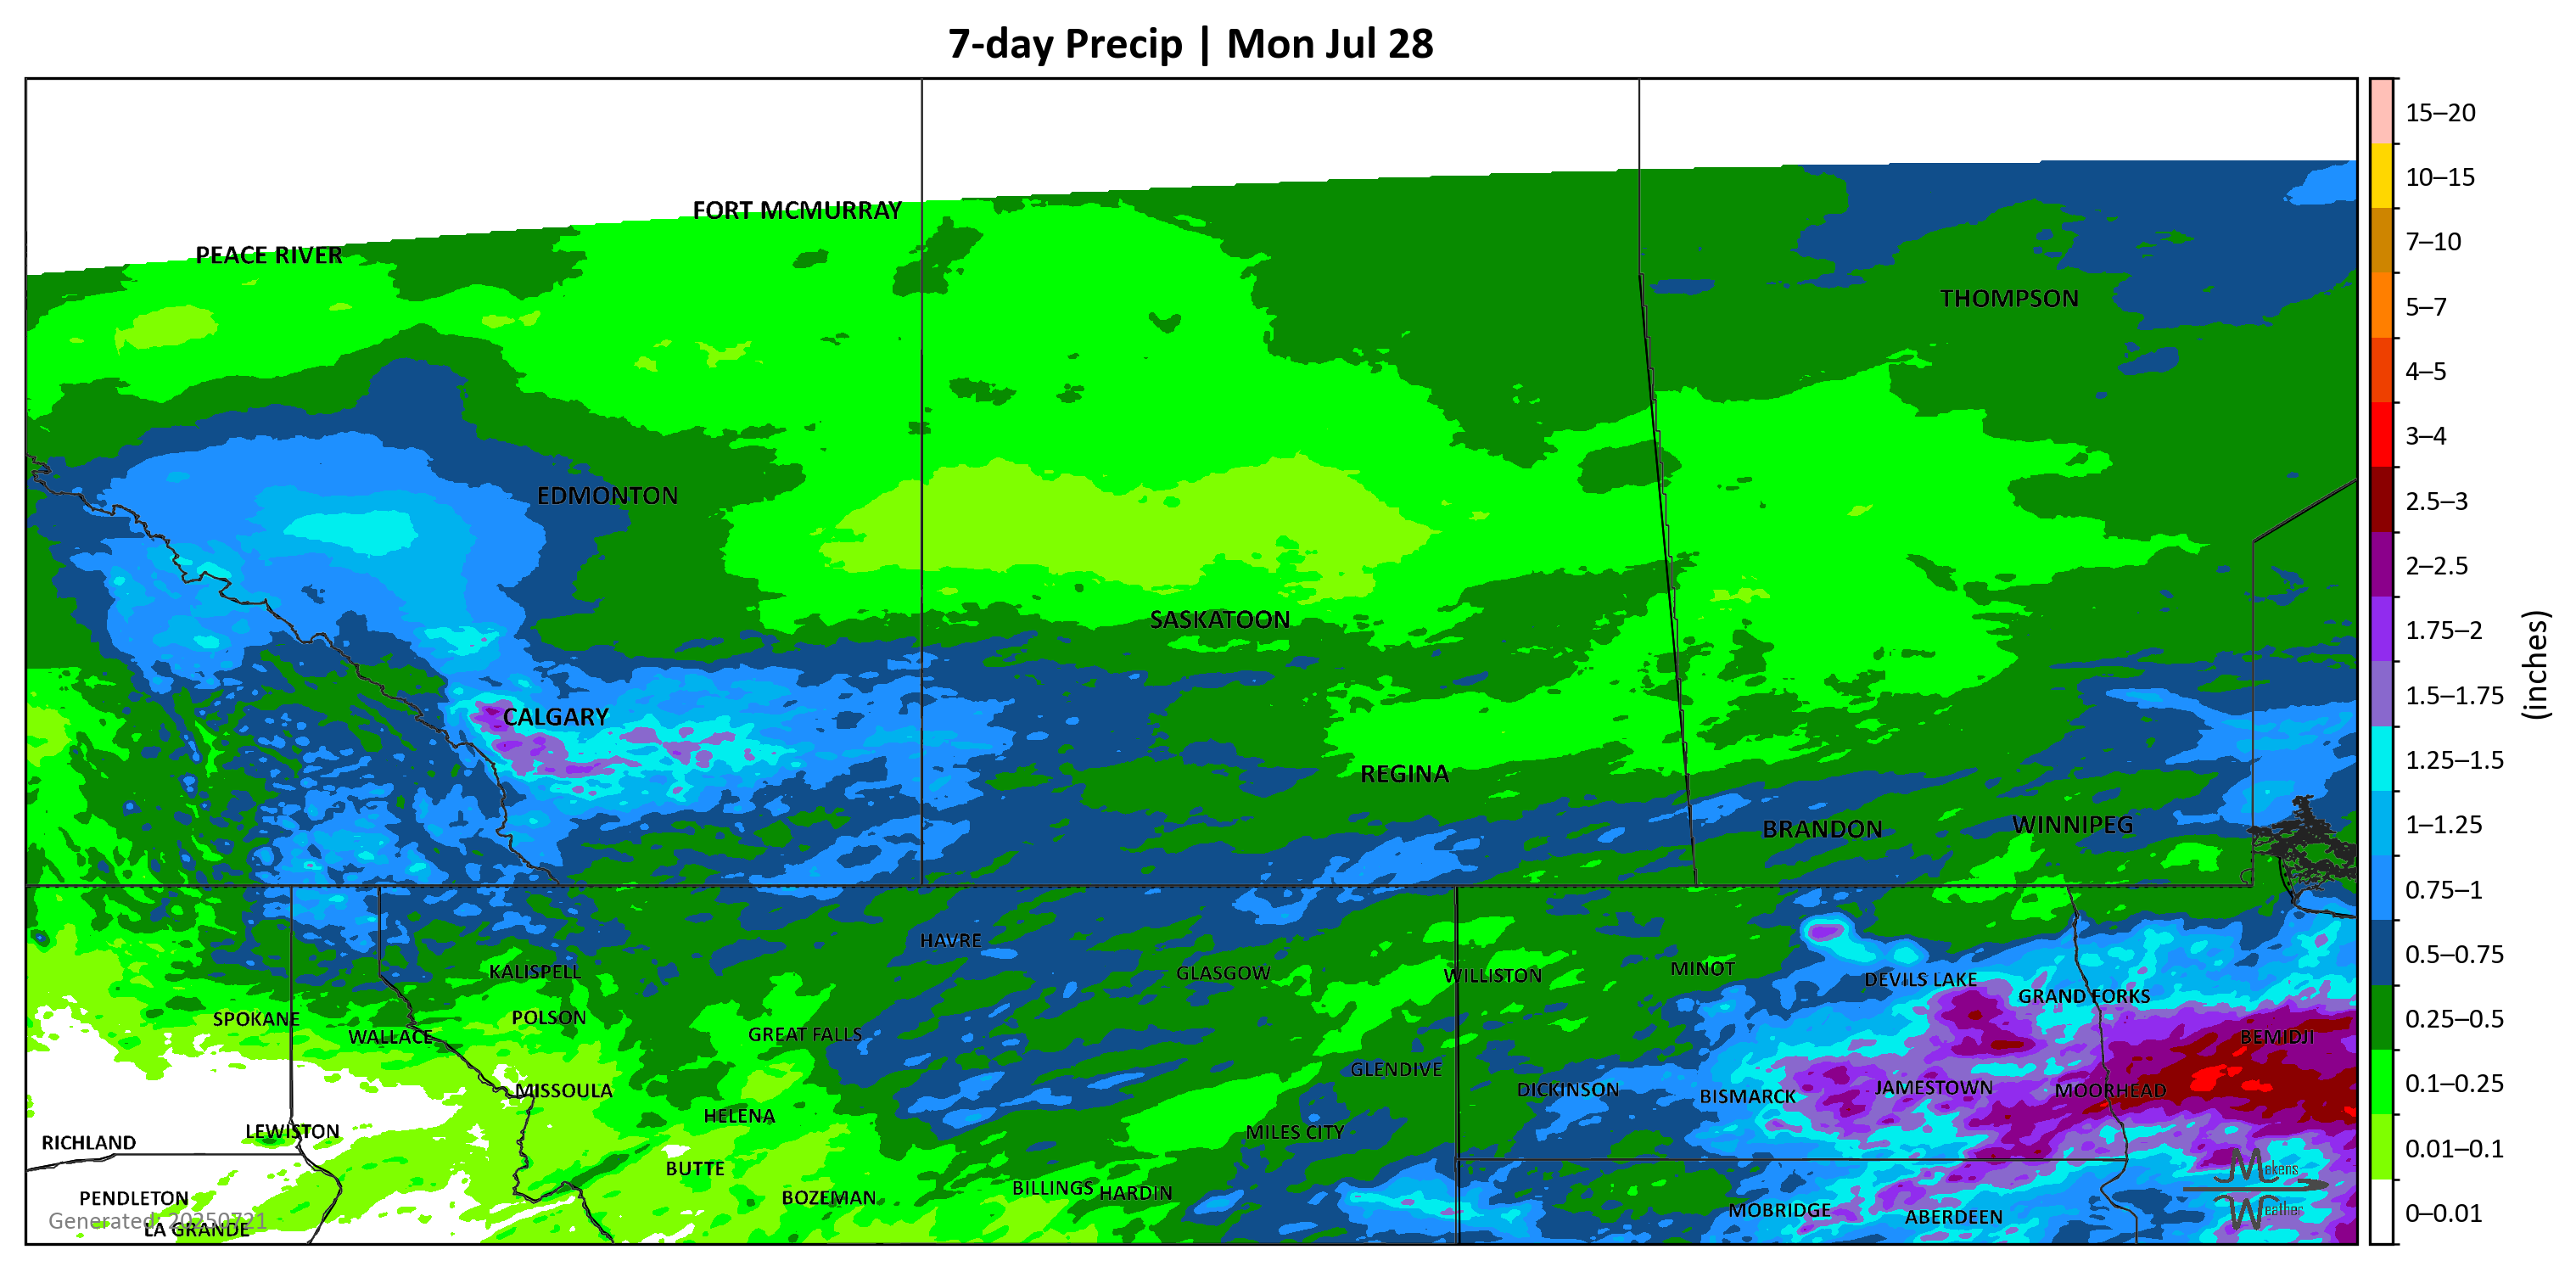 7-day Precip | Mon Jul 28
15–20
10–15
7–10
5–7
4–5
3–4
2.5–3
2–2.5
1.75–2
1.5–1.75
1.25–1.5
1–1.25
0.75–1
0.5–0.75
0.25–0.5
0.1–0.25
0.01–0.1
0–0.01
(inches)
FORT MCMURRAY
PEACE RIVER
THOMPSON
EDMONTON
SASKATOON
CALGARY
REGINA
BRANDON
WINNIPEG
HAVRE
KALISPELL
GLASGOW
WILLISTON
MINOT
DEVILS LAKE
GRAND FORKS
SPOKANE
POLSON
WALLACE
GREAT FALLS
BEMIDJI
GLENDIVE
MISSOULA
DICKINSON
BISMARCK
JAMESTOWN
MOORHEAD
HELENA
LEWISTON
MILES CITY
RICHLAND
BUTTE
BILLINGS
HARDIN
BOZEMAN
PENDLETON
MOBRIDGE
ABERDEEN
Generated: 20250721
LA GRANDE
Makens
Weather